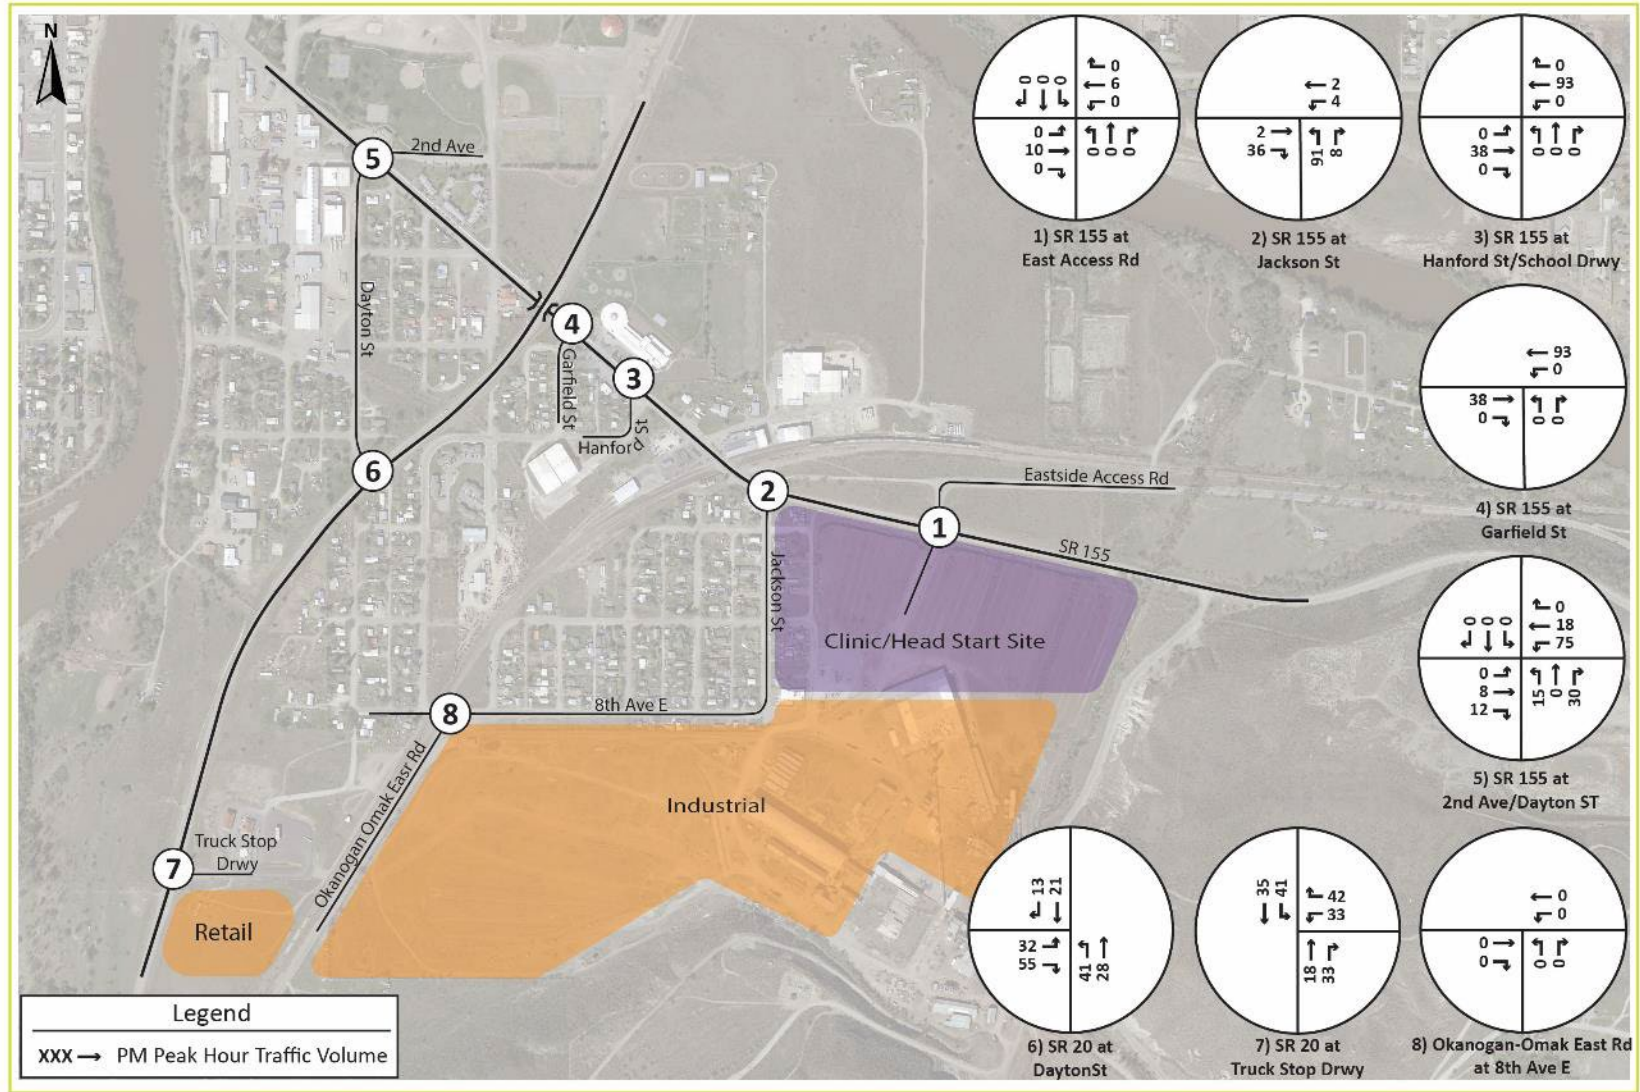 N
2nd Ave
5
Dayton St
4
Garfield St
3
Hanford St
6
2
Eastside Access Rd
1
SR 155
Jackson St
Clinic/Head Start Site
8th Ave E
8
Okanogan Omak Easr Rd
Industrial
Truck Stop
Drwy
7
Retail
Legend
XXX → PM Peak Hour Traffic Volume
0 0 0
0
6
0
0
10
0
0 0 0
1) SR 155 at
East Access Rd
2
4
2
36
91 8
2) SR 155 at
Jackson St
0
93
0
0
38
0
0 0 0
3) SR 155 at
Hanford St/School Drwy
93
0
38
0
0 0
4) SR 155 at
Garfield St
0 0 0
0
18
75
0
8
12
15 0 30
5) SR 155 at
2nd Ave/Dayton ST
13 21
32
55
41 28
6) SR 20 at
DaytonSt
35 41
42
33
18 33
7) SR 20 at
Truck Stop Drwy
0
0
0
0
0 0
8) Okanogan-Omak East Rd
at 8th Ave E